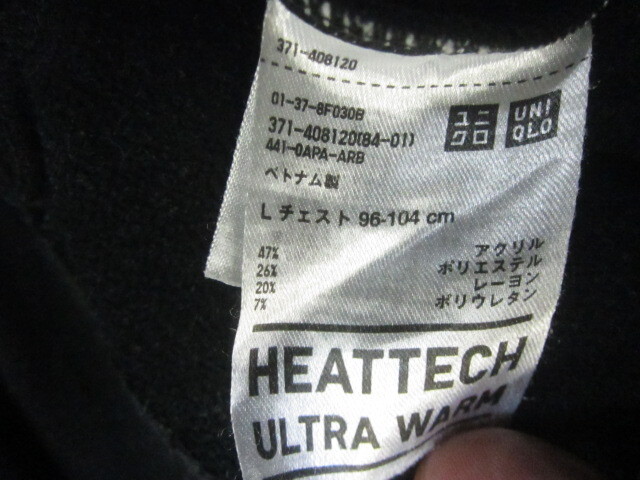 371-408120
01-37-8F030B
371-408120(84-01)
441-0APA-ARB
ベトナム製
ユニ
クロ
UNI
QLO
L チェスト 96-104 cm
47% アクリル
26% ポリエステル
20% レーヨン
7% ポリウレタン
HEATTECH
ULTRA WARM